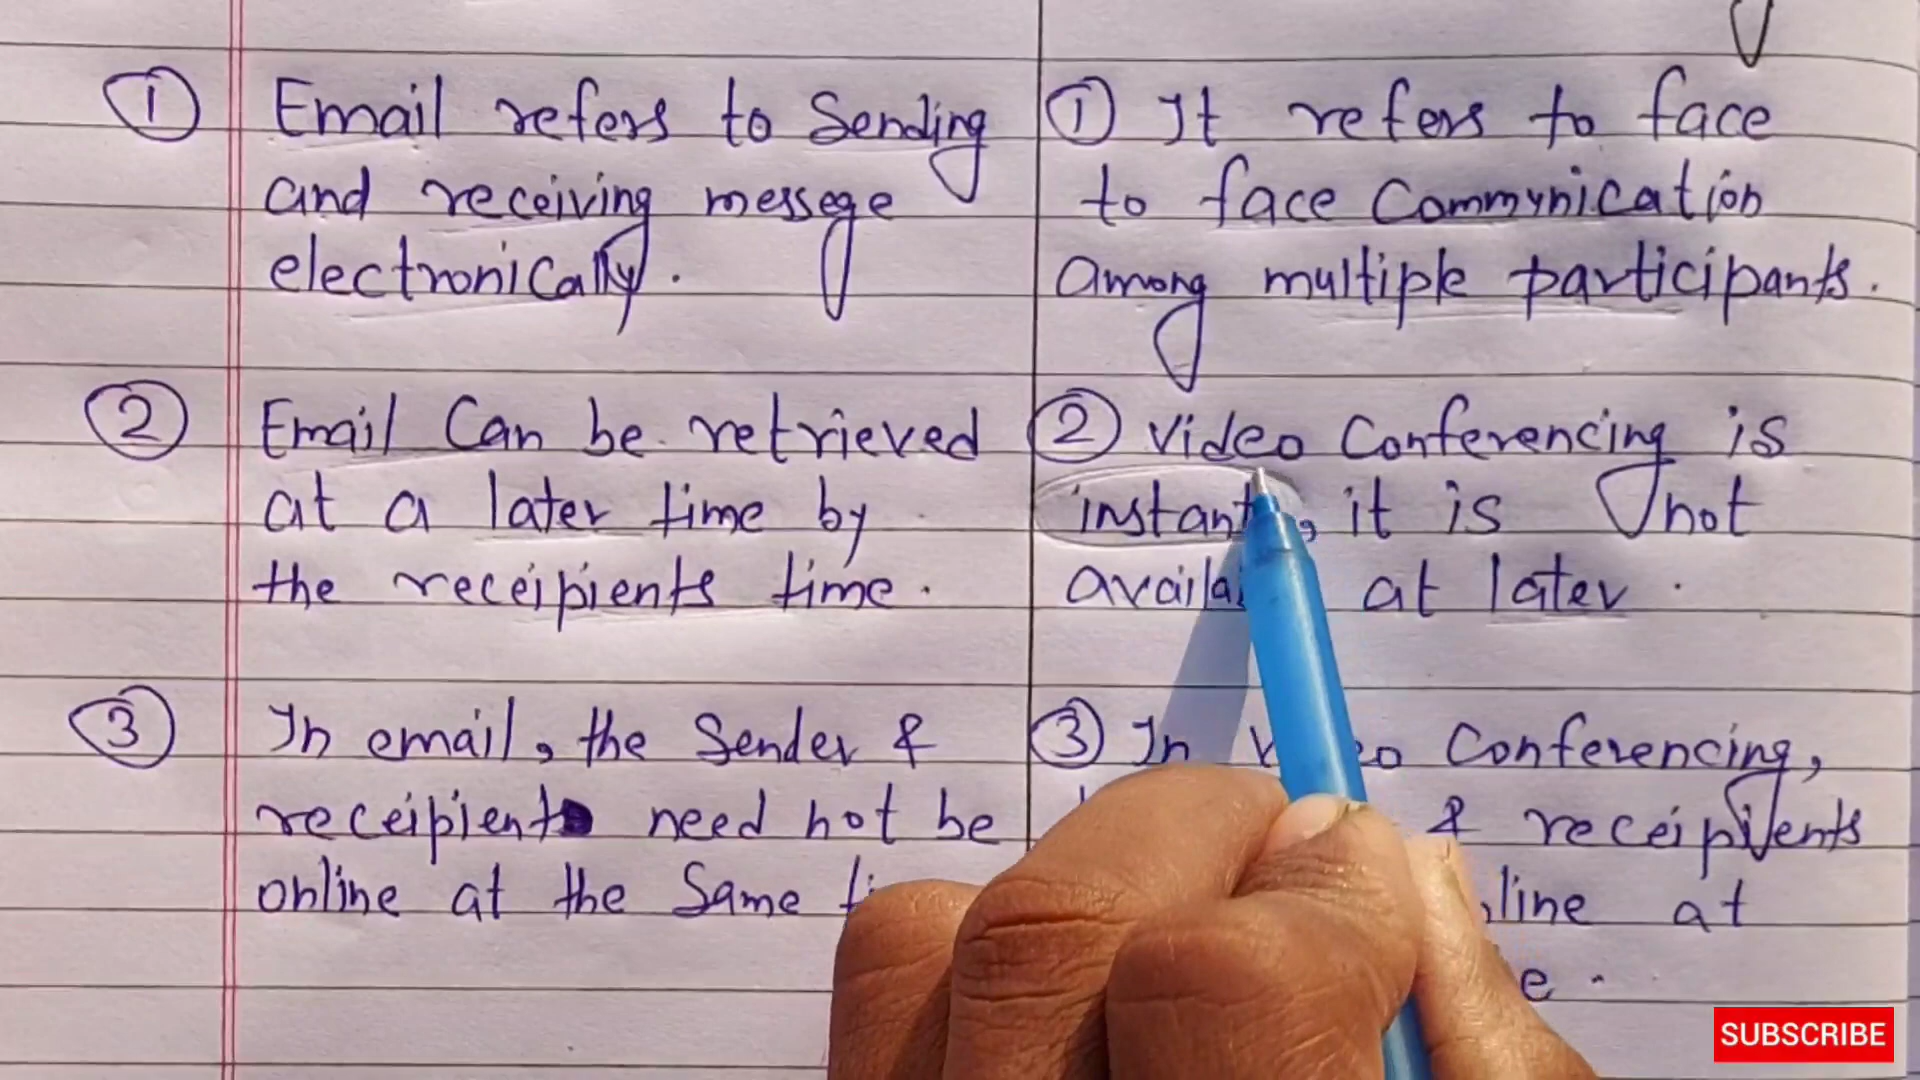 ① Email refers to Sending
and receiving messege
electronically.
② Email Can be retrieved
at a later time by
the receipients time.
③ In email, the Sender &
receipient need not be
online at the Same
① It refers to face
to face Communication
among multiple participants.
② Video Conferencing is
instant, it is not
at later.
③ In Conferencing,
& receipients
at
SUBSCRIBE